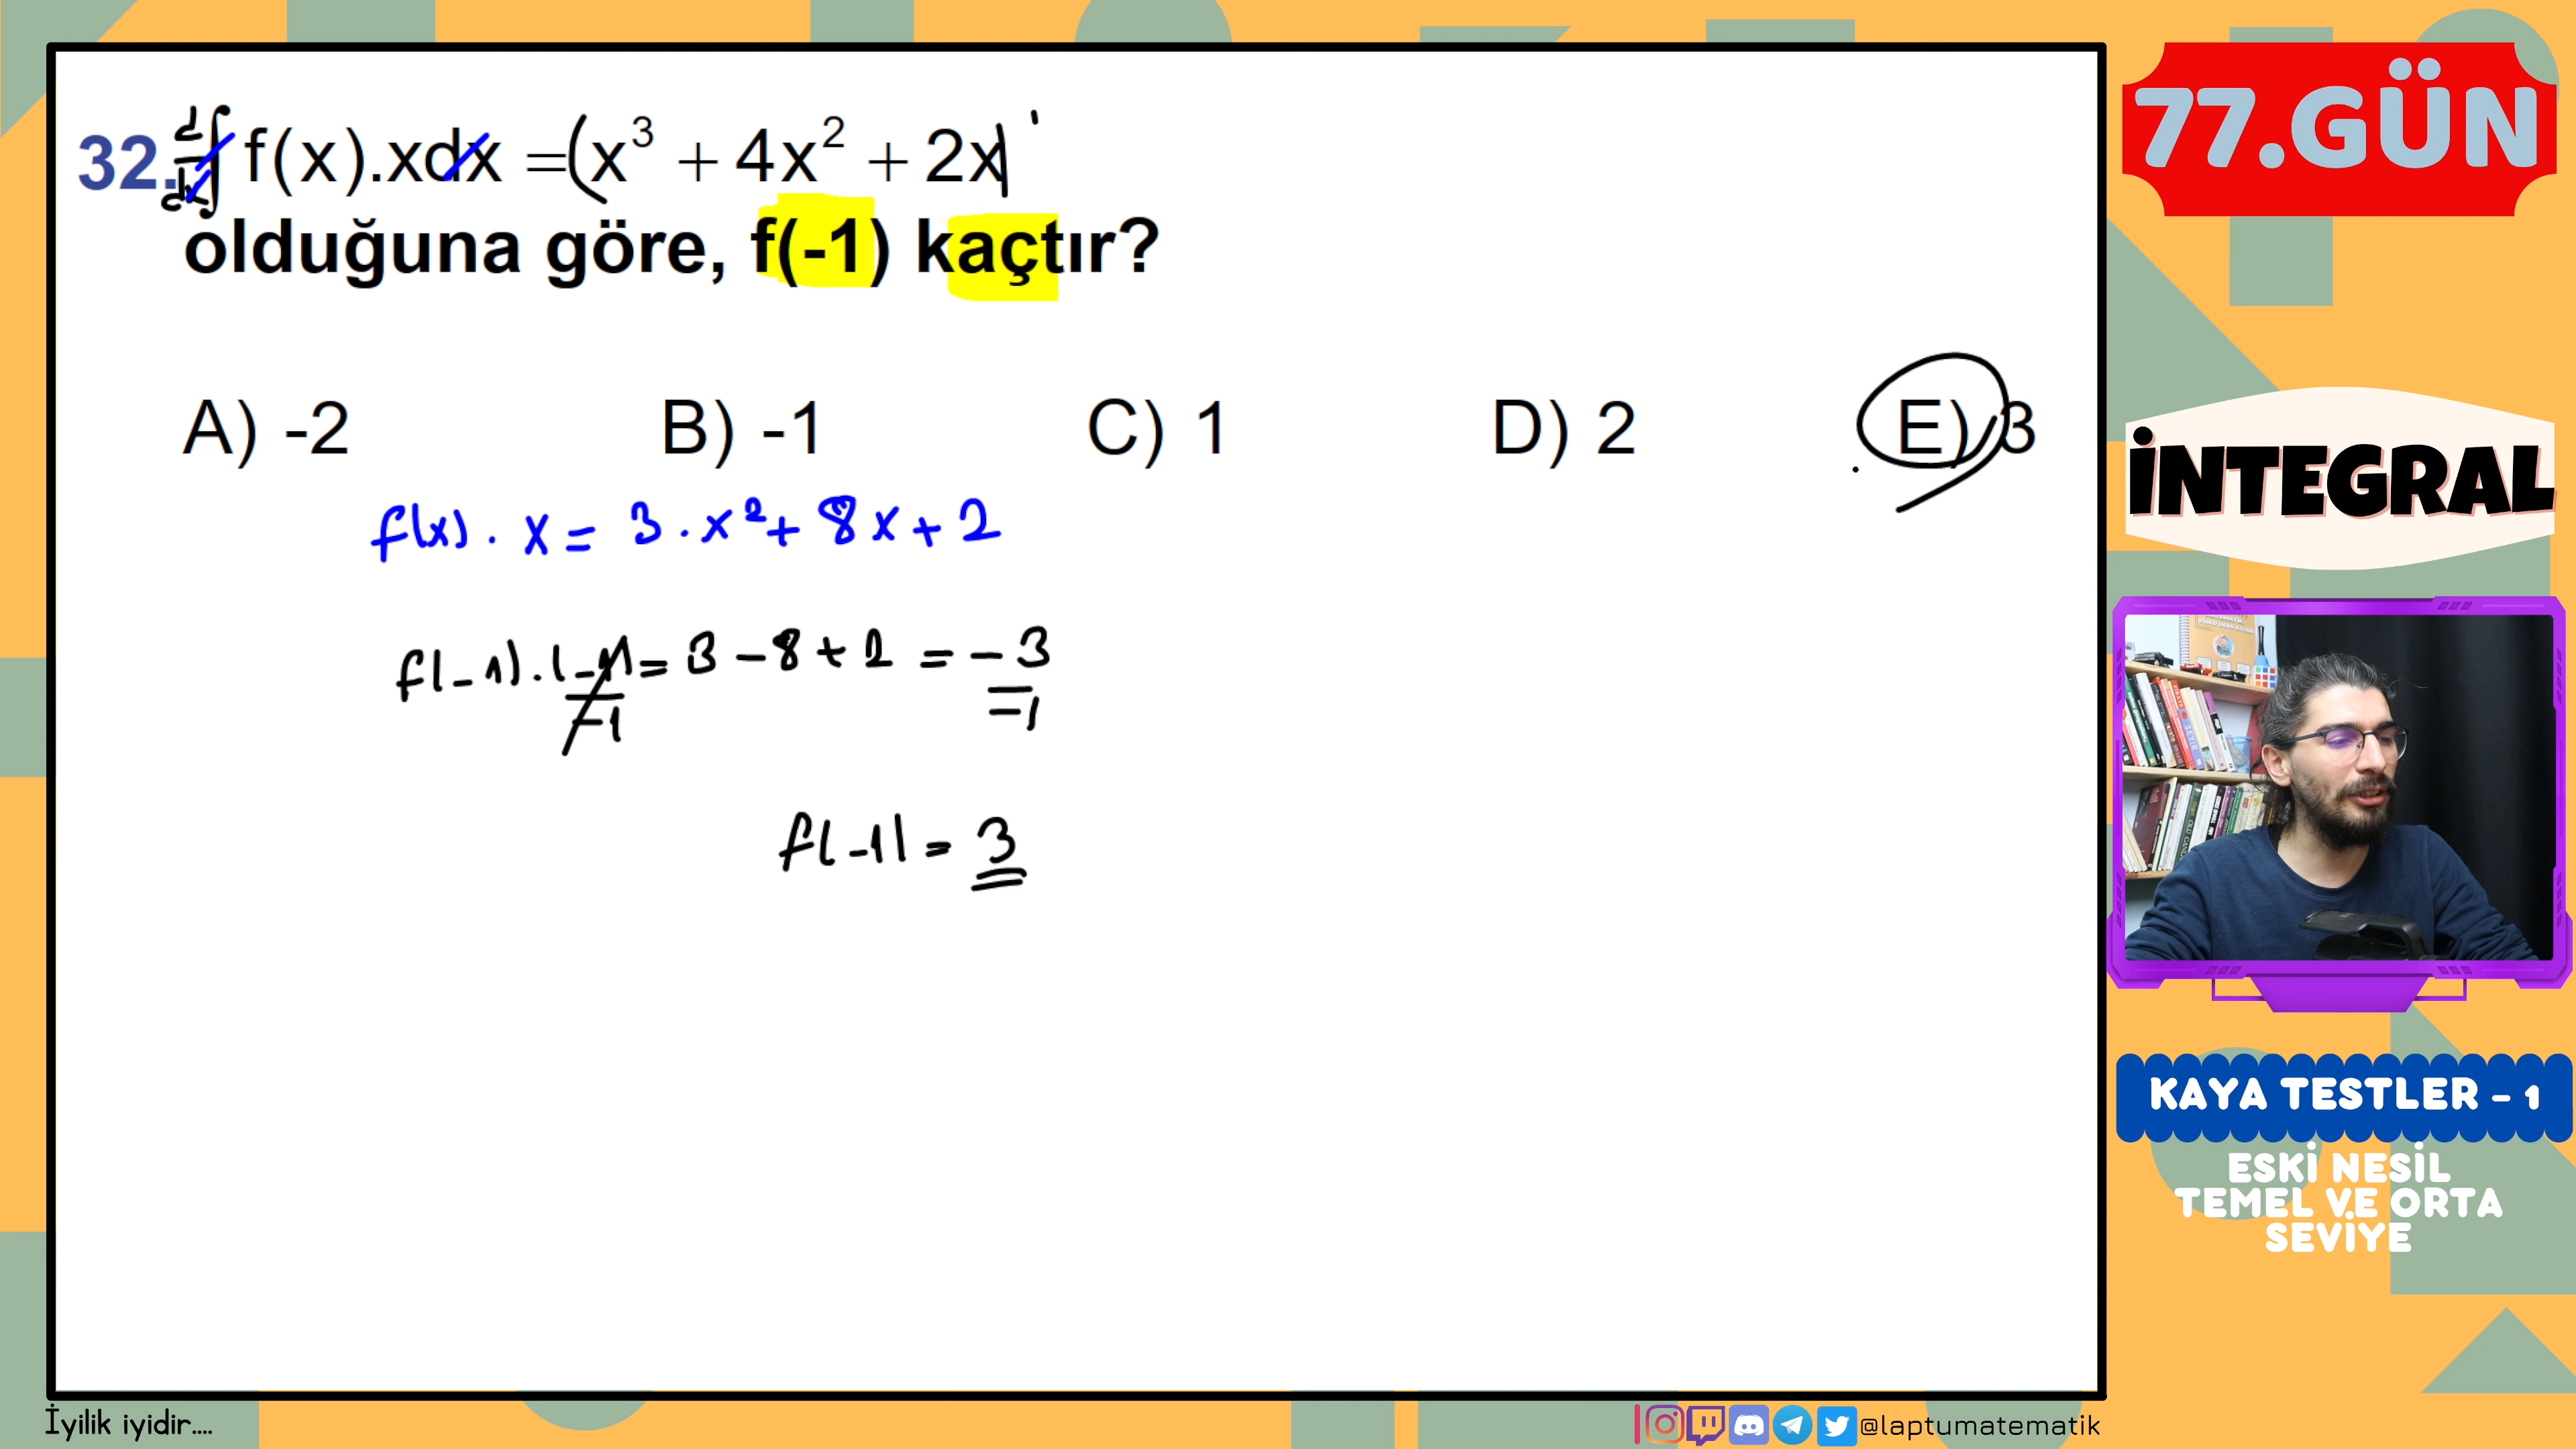 77.GÜN
32. d/dx ∫ f(x).xdx = (x³ + 4x² + 2x)'
olduğuna göre, f(-1) kaçtır?
A) -2 B) -1 C) 1 D) 2 E) 3
f(x) . x = 3 . x² + 8x + 2
f(-1) . (-1) = 3 - 8 + 2 = -3
-1 -1
f(-1) = 3
İNTEGRAL
KAYA TESTLER - 1
ESKİ NESİL
TEMEL VE ORTA
SEVİYE
İyilik iyidir....
@laptumatematik